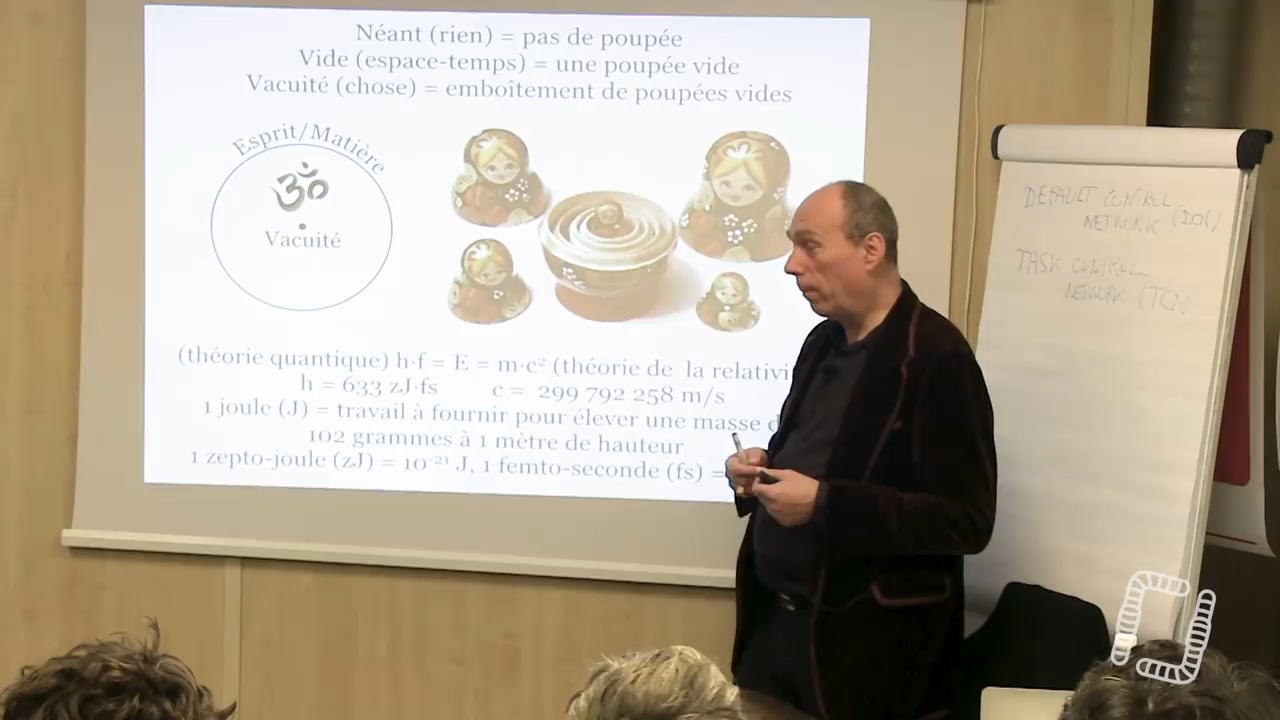 Néant (rien) = pas de poupée
Vide (espace-temps) = une poupée vide
Vacuité (chose) = emboîtement de poupées vides
Esprit/Matière
ॐ
Vacuité
(théorie quantique) h·f = E = m·c² (théorie de la relativi
h = 633 zJ·fs c = 299 792 258 m/s
1 joule (J) = travail à fournir pour élever une masse d
102 grammes à 1 mètre de hauteur
1 zepto-joule (zJ) = 10⁻²¹ J, 1 femto-seconde (fs) =
DEFAULT CONTROL
NETWORK (DCN)
TASK CONTROL
NETWORK (TCN